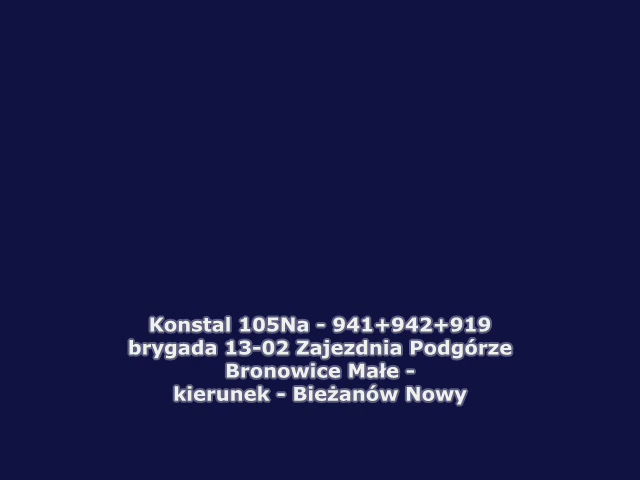 Konstal 105Na - 941+942+919
brygada 13-02 Zajezdnia Podgórze
Bronowice Małe -
kierunek - Bieżanów Nowy